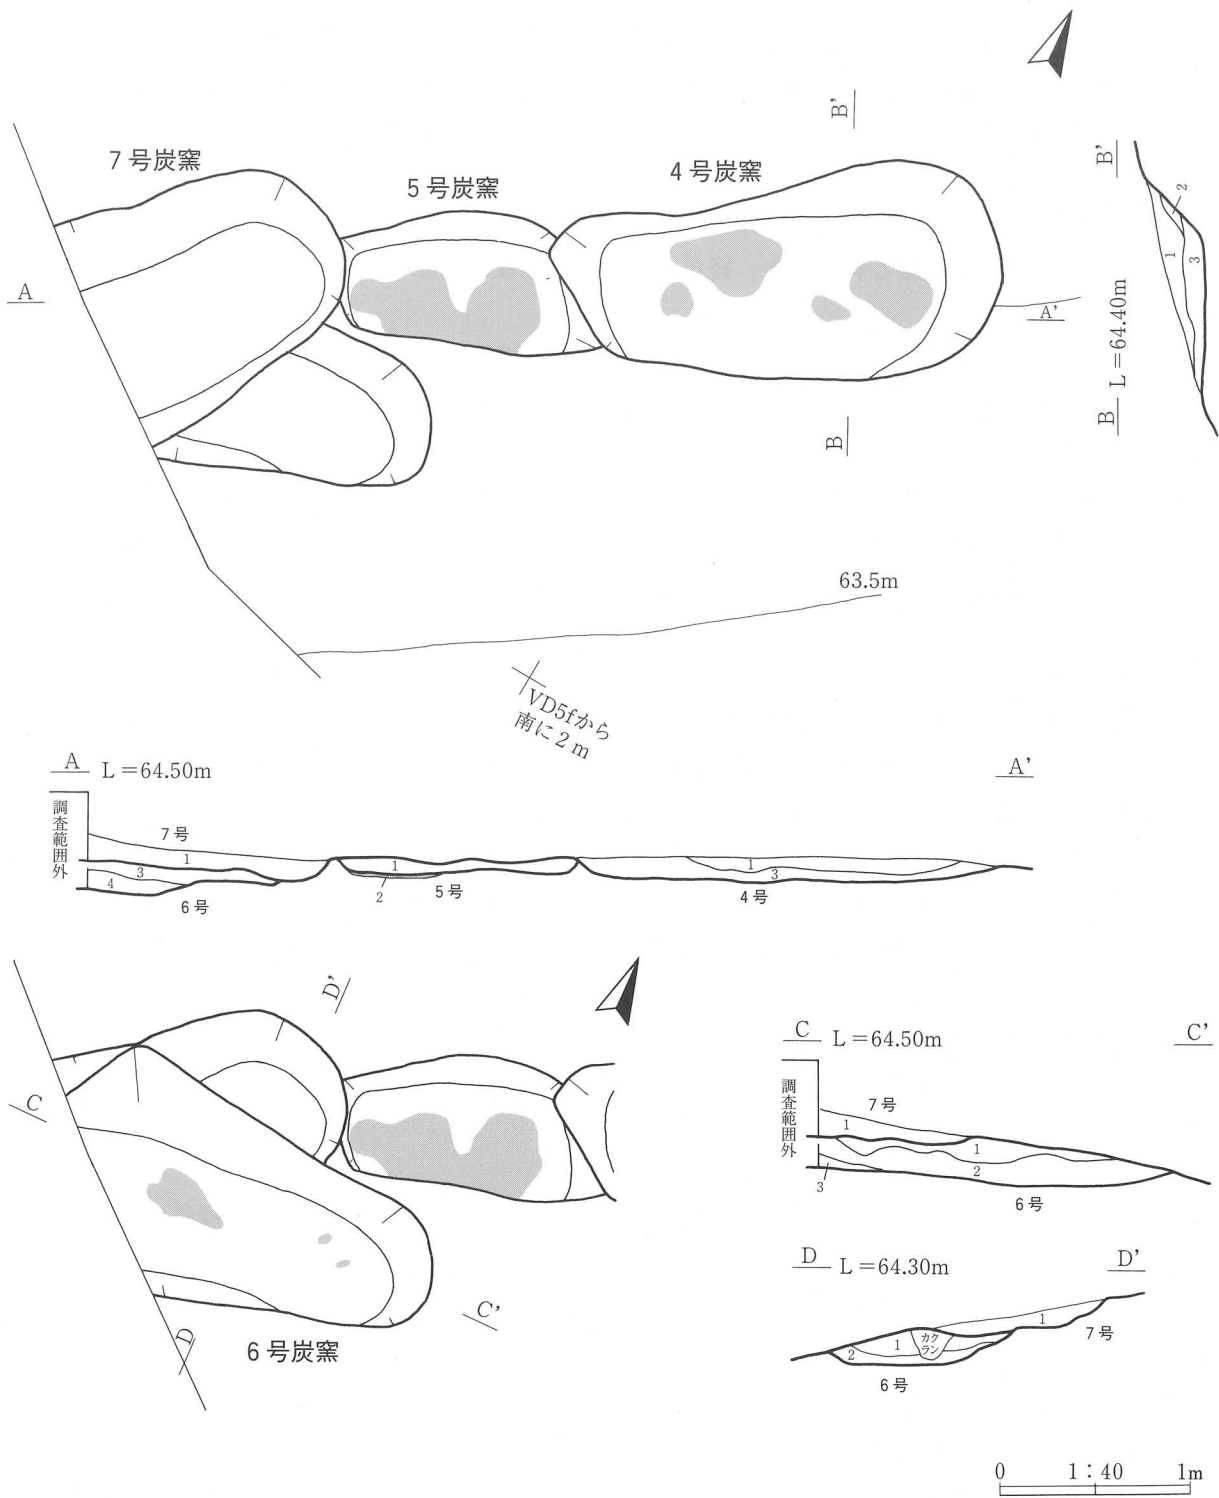 B'
7号炭窯
5号炭窯
4号炭窯
A
A'
B
B'
2
1
3
B L=64.40m
63.5m
VD5fから
南に2m
A L=64.50m
A'
調査範囲外
7号
1
3
4
6号
1
2
5号
1
3
4号
D'
C
C'
D
6号炭窯
C L=64.50m
C'
調査範囲外
7号
1
1
2
3
6号
D L=64.30m
D'
1
7号
カク
ラン
1
2
6号
0 1:40 1m